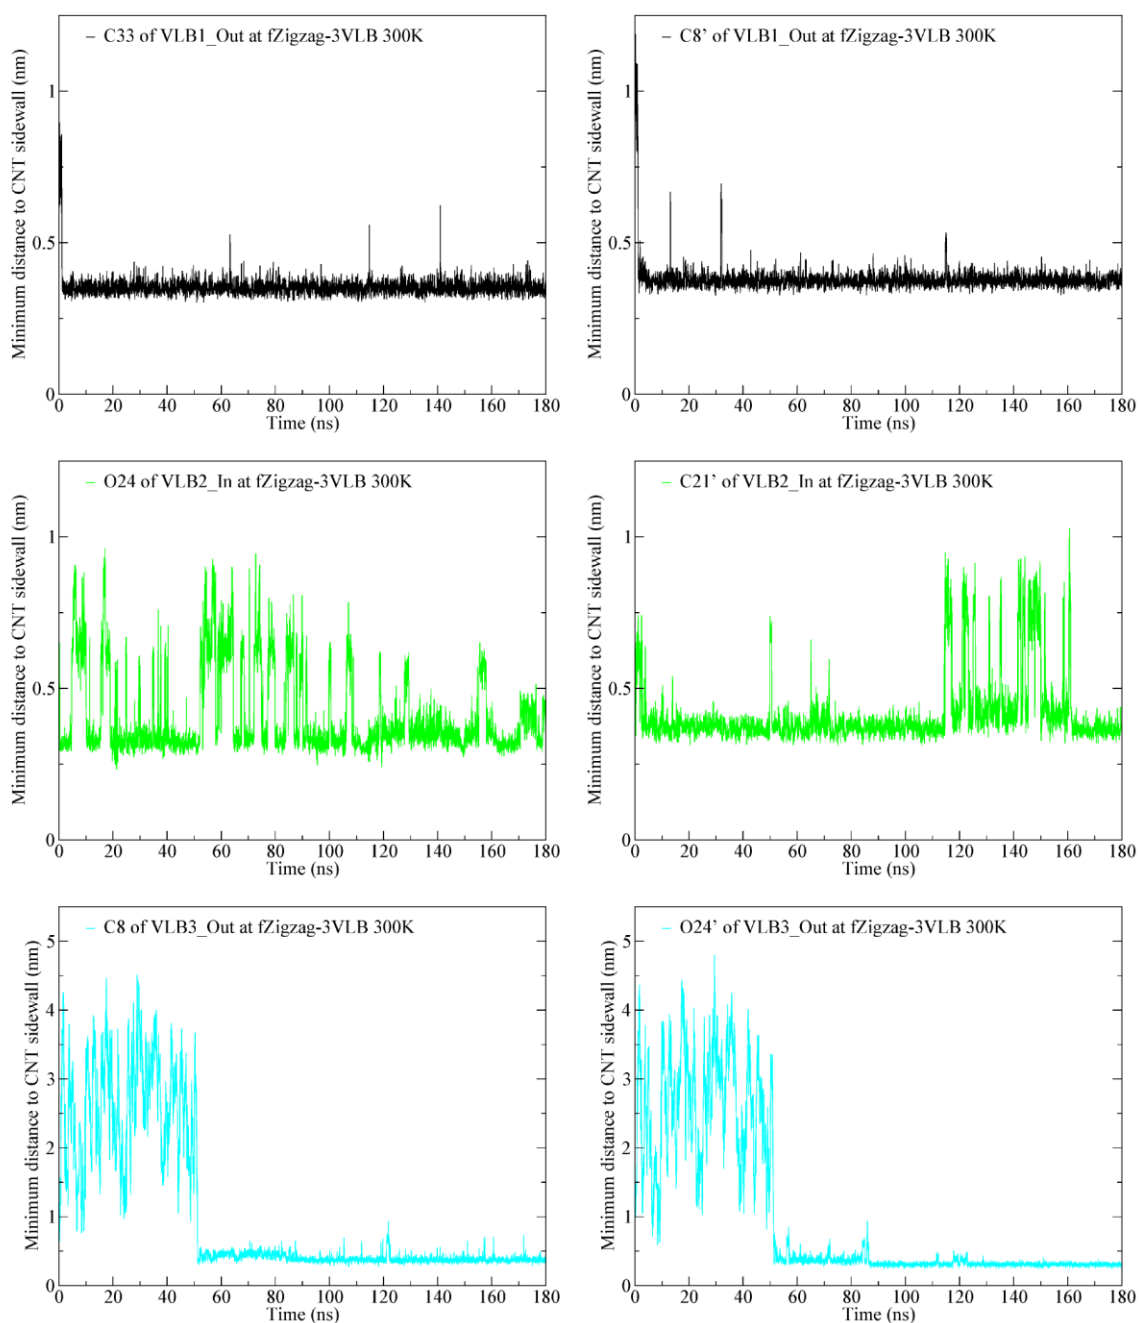 – C33 of VLB1_Out at fZigzag-3VLB 300K
Minimum distance to CNT sidewall (nm)
1
0.5
0
0 20 40 60 80 100 120 140 160 180
Time (ns)
– C8’ of VLB1_Out at fZigzag-3VLB 300K
Minimum distance to CNT sidewall (nm)
1
0.5
0
0 20 40 60 80 100 120 140 160 180
Time (ns)
– O24 of VLB2_In at fZigzag-3VLB 300K
Minimum distance to CNT sidewall (nm)
1
0.5
0
0 20 40 60 80 100 120 140 160 180
Time (ns)
– C21’ of VLB2_In at fZigzag-3VLB 300K
Minimum distance to CNT sidewall (nm)
1
0.5
0
0 20 40 60 80 100 120 140 160 180
Time (ns)
– C8 of VLB3_Out at fZigzag-3VLB 300K
Minimum distance to CNT sidewall (nm)
5
4
3
2
1
0
0 20 40 60 80 100 120 140 160 180
Time (ns)
– O24’ of VLB3_Out at fZigzag-3VLB 300K
Minimum distance to CNT sidewall (nm)
5
4
3
2
1
0
0 20 40 60 80 100 120 140 160 180
Time (ns)